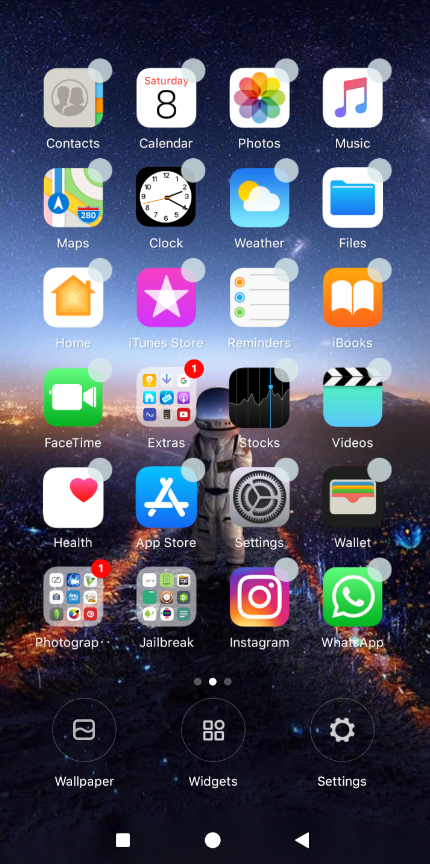 Contacts
Saturday
8
Calendar
Photos
Music
280
Maps
12
Clock
Weather
Files
Home
iTunes Store
Reminders
iBooks
FaceTime
1
Extras
Stocks
Videos
Health
App Store
Settings
Wallet
1
Photograp··
Jailbreak
Instagram
WhatsApp
Wallpaper
Widgets
Settings